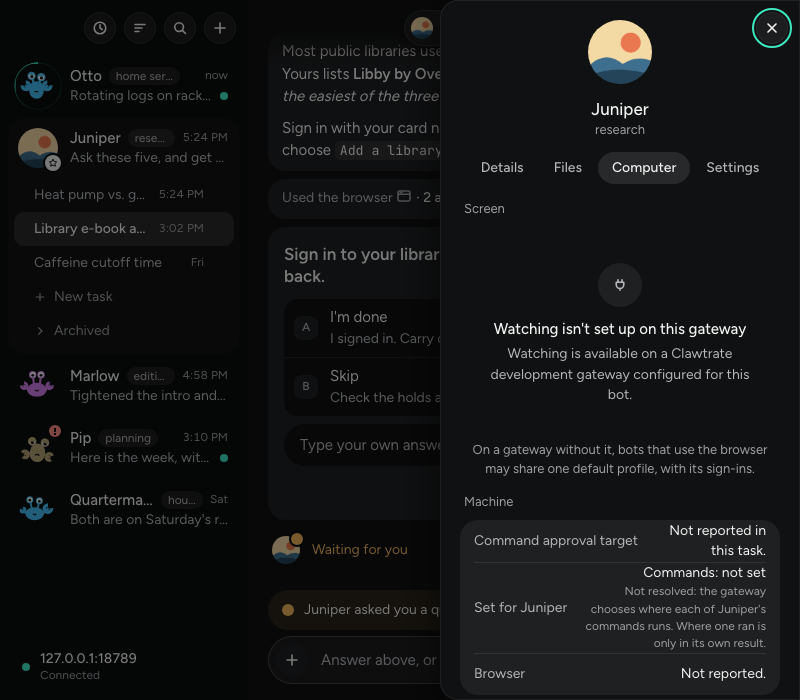 Otto home ser... now
Rotating logs on rack...
Juniper rese... 5:24 PM
Ask these five, and get ...
Heat pump vs. g... 5:24 PM
Library e-book a... 3:02 PM
Caffeine cutoff time Fri
+ New task
> Archived
Marlow editi... 4:58 PM
Tightened the intro and...
! Pip planning 3:10 PM
Here is the week, wit...
Quarterma... hou... Sat
Both are on Saturday's r...
127.0.0.1:18789
Connected
Most public libraries use
Yours lists Libby by Ove
the easiest of the three
Sign in with your card n
choose Add a library
Used the browser · 2 a
Sign in to your librar
back.
A I'm done
I signed in. Carry
B Skip
Check the holds a
Type your own answe
Waiting for you
Juniper asked you a q
+ Answer above, or
Juniper
research
Details Files Computer Settings
Screen
Watching isn't set up on this gateway
Watching is available on a Clawtrate
development gateway configured for this
bot.
On a gateway without it, bots that use the browser
may share one default profile, with its sign-ins.
Machine
Command approval target Not reported in
this task.
Set for Juniper Commands: not set
Not resolved: the gateway
chooses where each of Juniper's
commands runs. Where one ran is
only in its own result.
Browser Not reported.